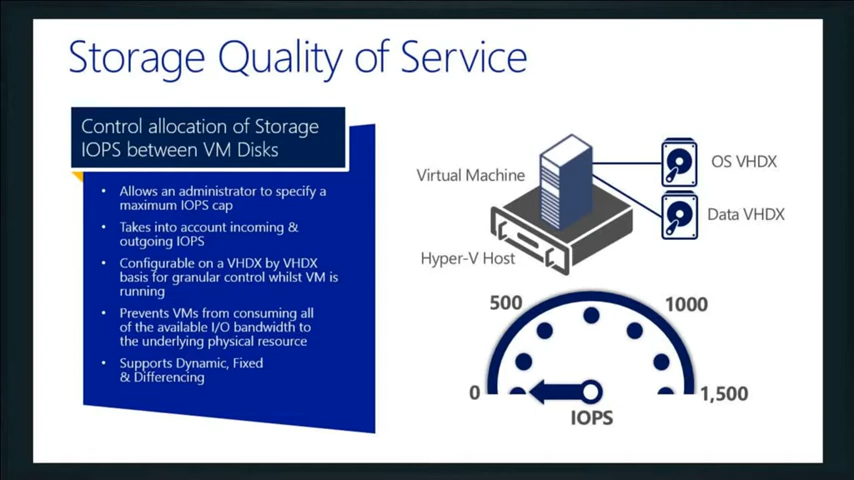 Storage Quality of Service
Control allocation of Storage
IOPS between VM Disks
• Allows an administrator to specify a
maximum IOPS cap
• Takes into account incoming &
outgoing IOPS
• Configurable on a VHDX by VHDX
basis for granular control whilst VM is
running
• Prevents VMs from consuming all
of the available I/O bandwidth to
the underlying physical resource
• Supports Dynamic, Fixed
& Differencing
Virtual Machine
OS VHDX
Data VHDX
Hyper-V Host
500
1000
0
1,500
IOPS